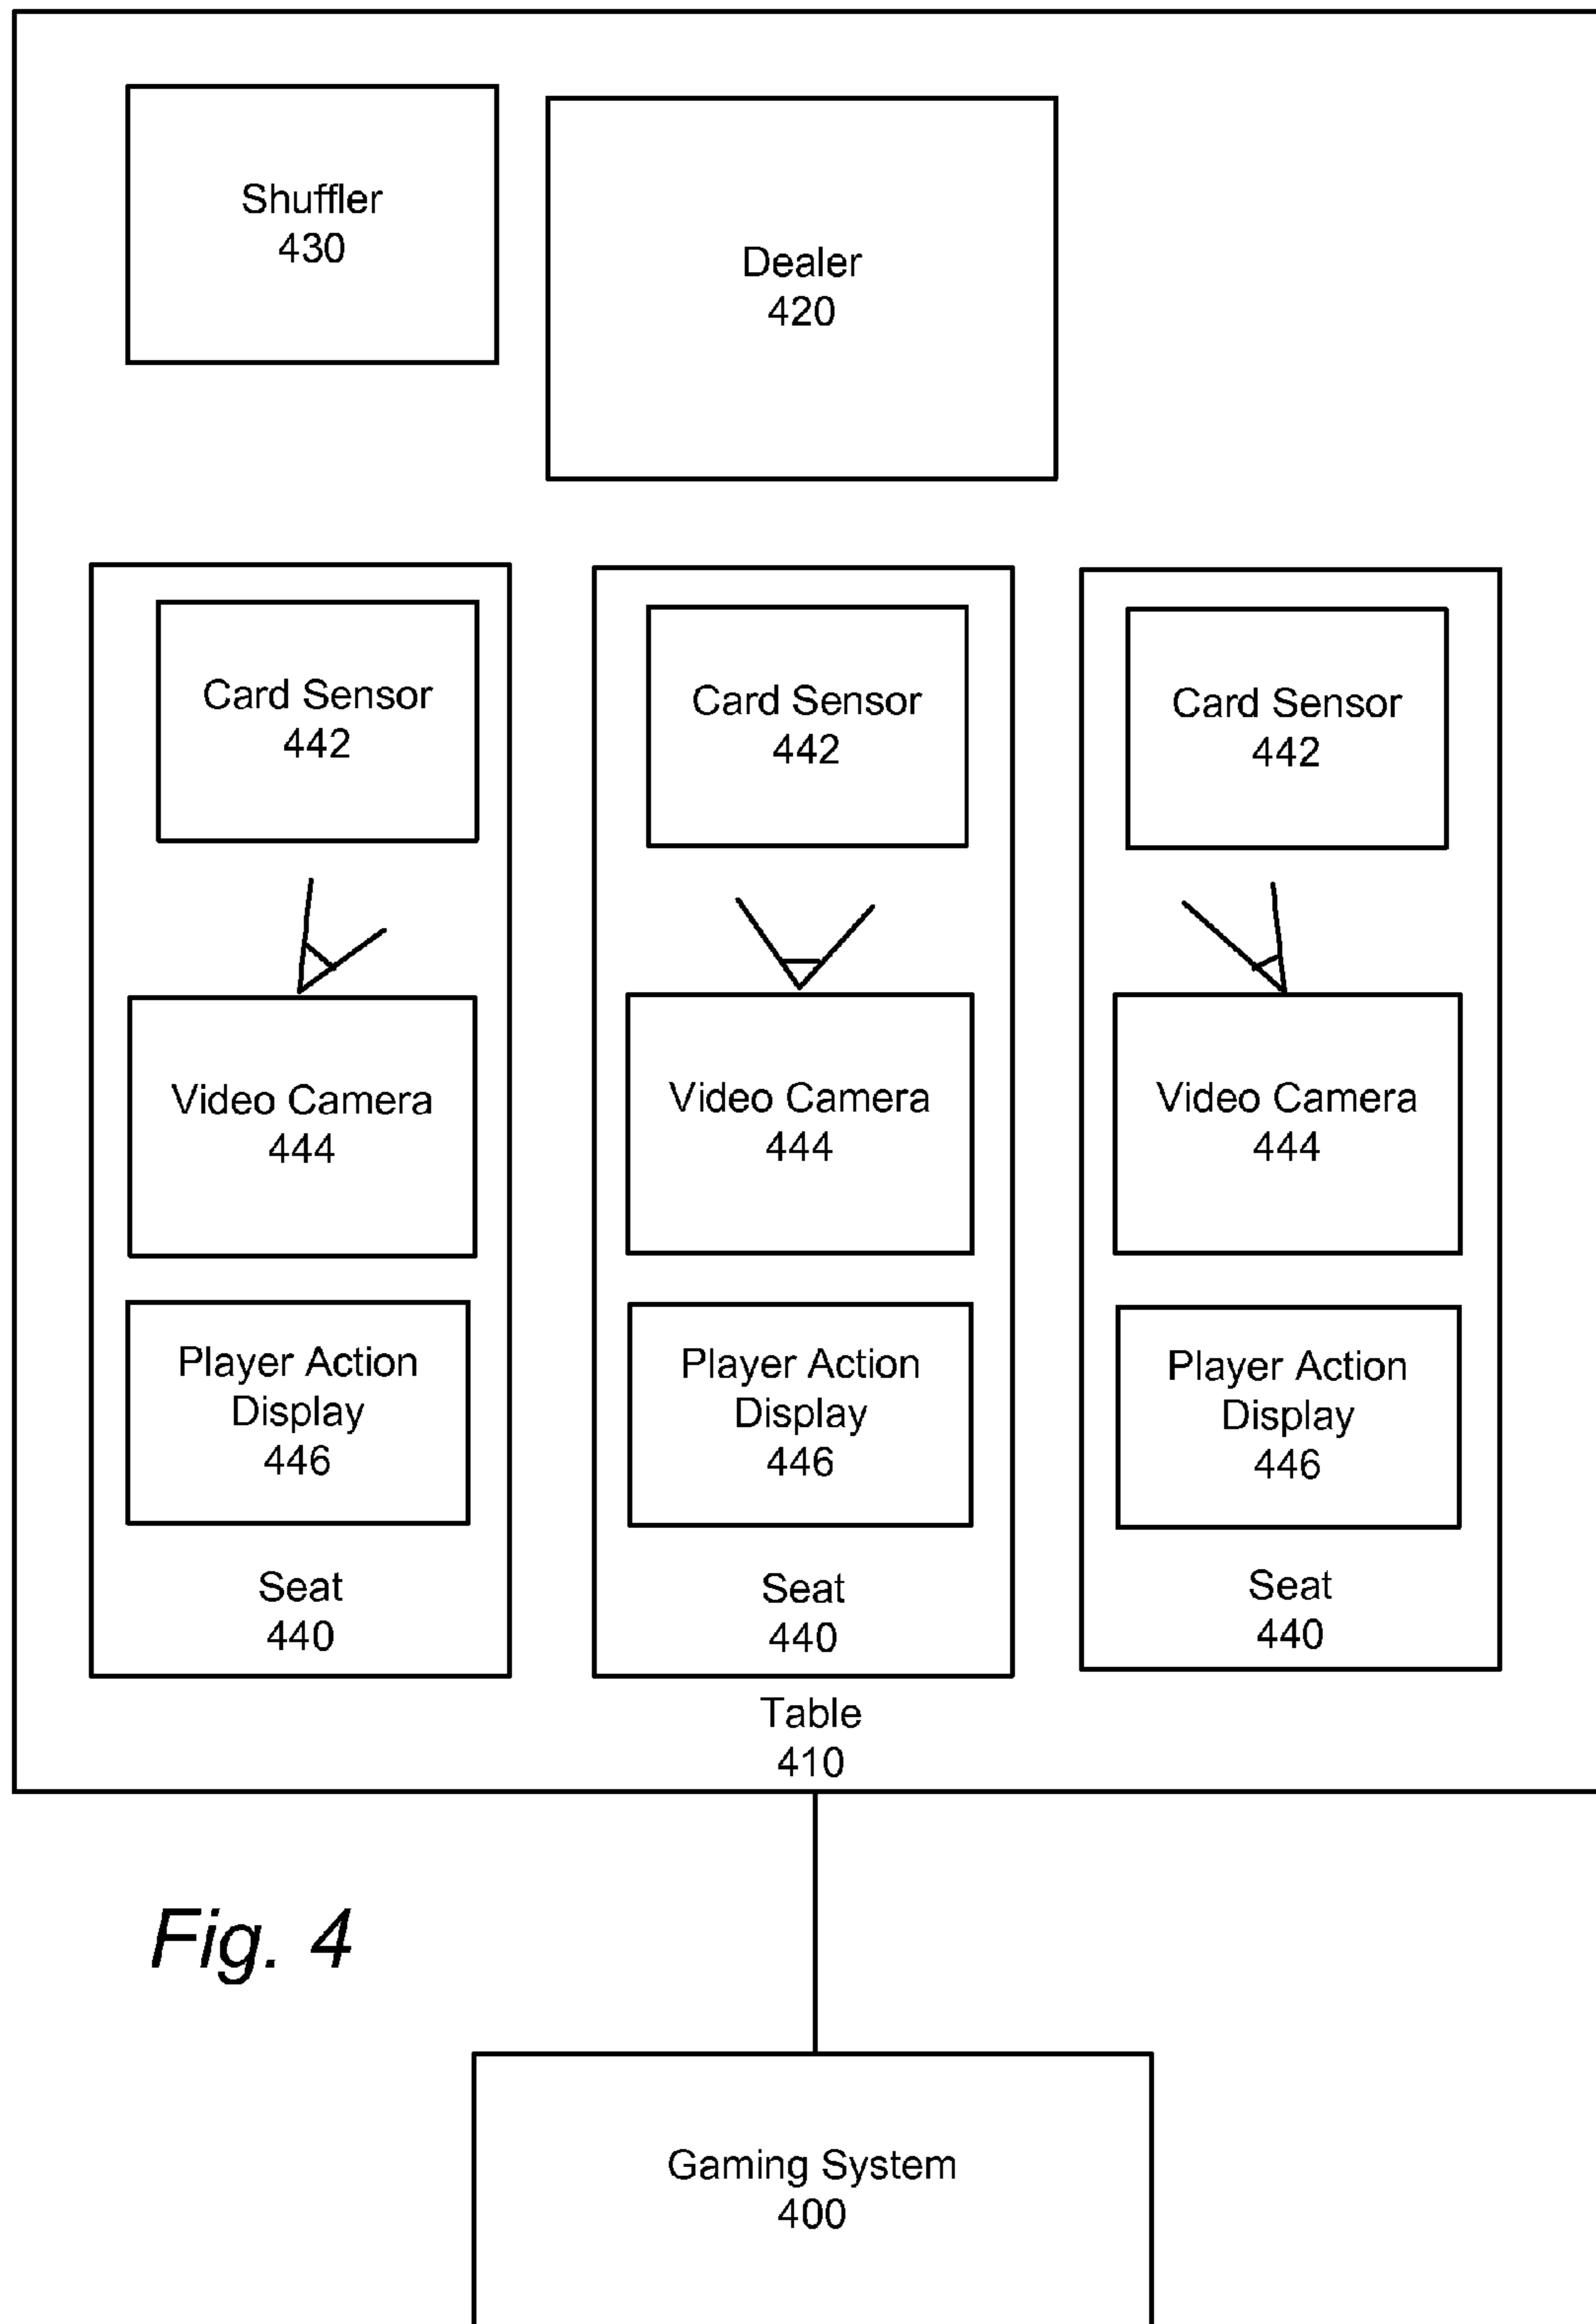 Shuffler
430
Dealer
420
Card Sensor
442
Video Camera
444
Player Action
Display
446
Seat
440
Card Sensor
442
Video Camera
444
Player Action
Display
446
Seat
440
Card Sensor
442
Video Camera
444
Player Action
Display
446
Seat
440
Table
410
Fig. 4
Gaming System
400